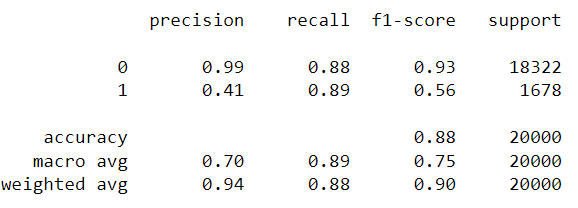 precision recall f1-score support
0 0.99 0.88 0.93 18322
1 0.41 0.89 0.56 1678
accuracy 0.88 20000
macro avg 0.70 0.89 0.75 20000
weighted avg 0.94 0.88 0.90 20000